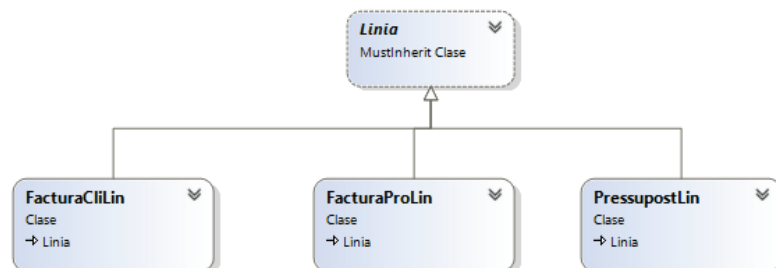 Linia
MustInherit Clase
FacturaCliLin
Clase
Linia
FacturaProLin
Clase
Linia
PressupostLin
Clase
Linia